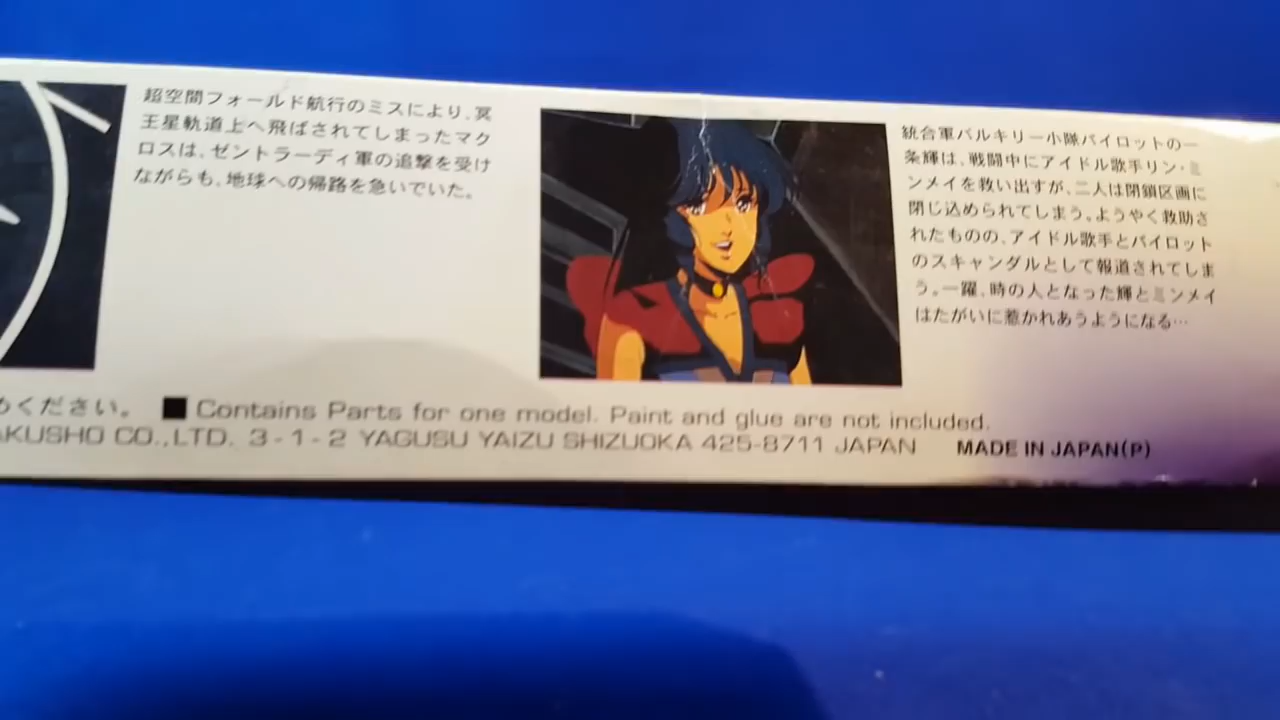 超空間フォールド航行のミスにより、冥
王星軌道上へ飛ばされてしまったマク
ロスは、ゼントラーディ軍の追撃を受け
ながらも、地球への帰路を急いでいた。
統合軍バルキリー小隊パイロットの一
条輝は、戦闘中にアイドル歌手リン・ミ
ンメイを救い出すが、二人は閉鎖区画に
閉じ込められてしまう。ようやく救助さ
れたものの、アイドル歌手とパイロット
のスキャンダルとして報道されてしま
う。一躍、時の人となった輝とミンメイ
はたがいに惹かれあうようになる…
ください。 ■ Contains Parts for one model. Paint and glue are not included.
AKUSHO CO.,LTD. 3-1-2 YAGUSU YAIZU SHIZUOKA 425-8711 JAPAN MADE IN JAPAN(P)